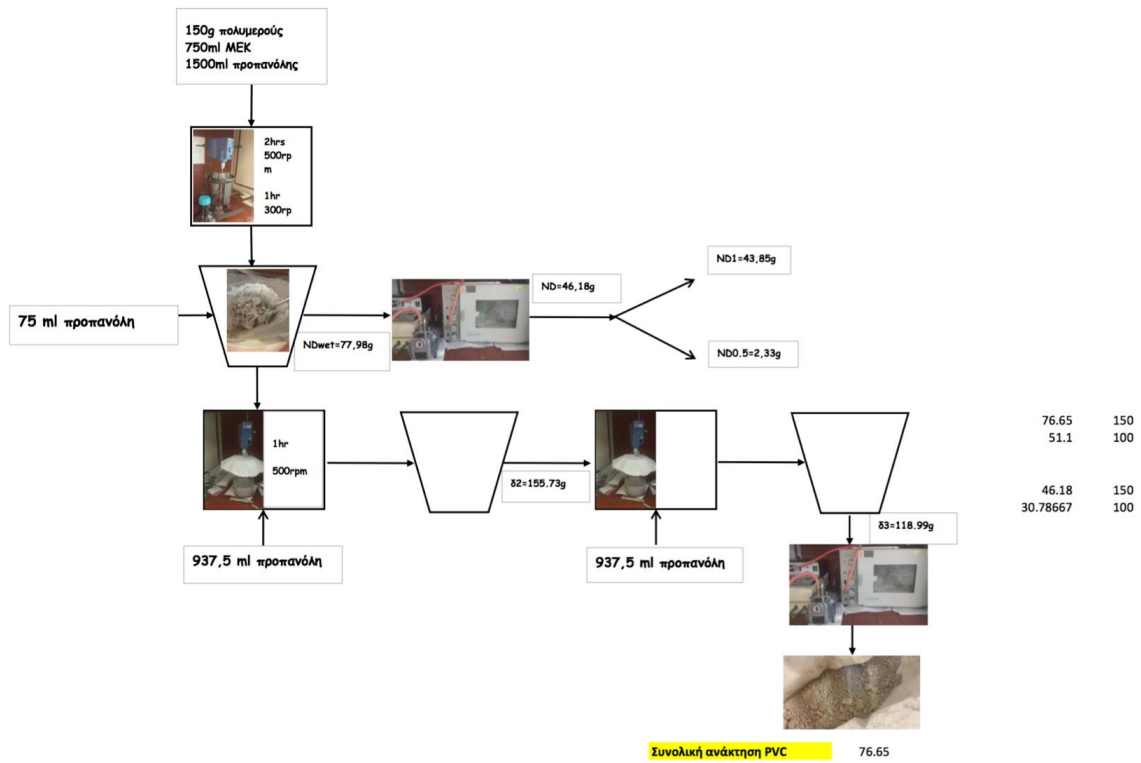 150g πολυμερούς
750ml MEK
1500ml προπανόλης
2hrs
500rp
m
1hr
300rp
75 ml προπανόλη
NDwet=77,98g
ND=46,18g
ND1=43,85g
ND0.5=2,33g
1hr
500rpm
δ2=155.73g
δ3=118.99g
937,5 ml προπανόλη
937,5 ml προπανόλη
76.65 150
51.1 100
46.18 150
30.78667 100
Συνολική ανάκτηση PVC 76.65